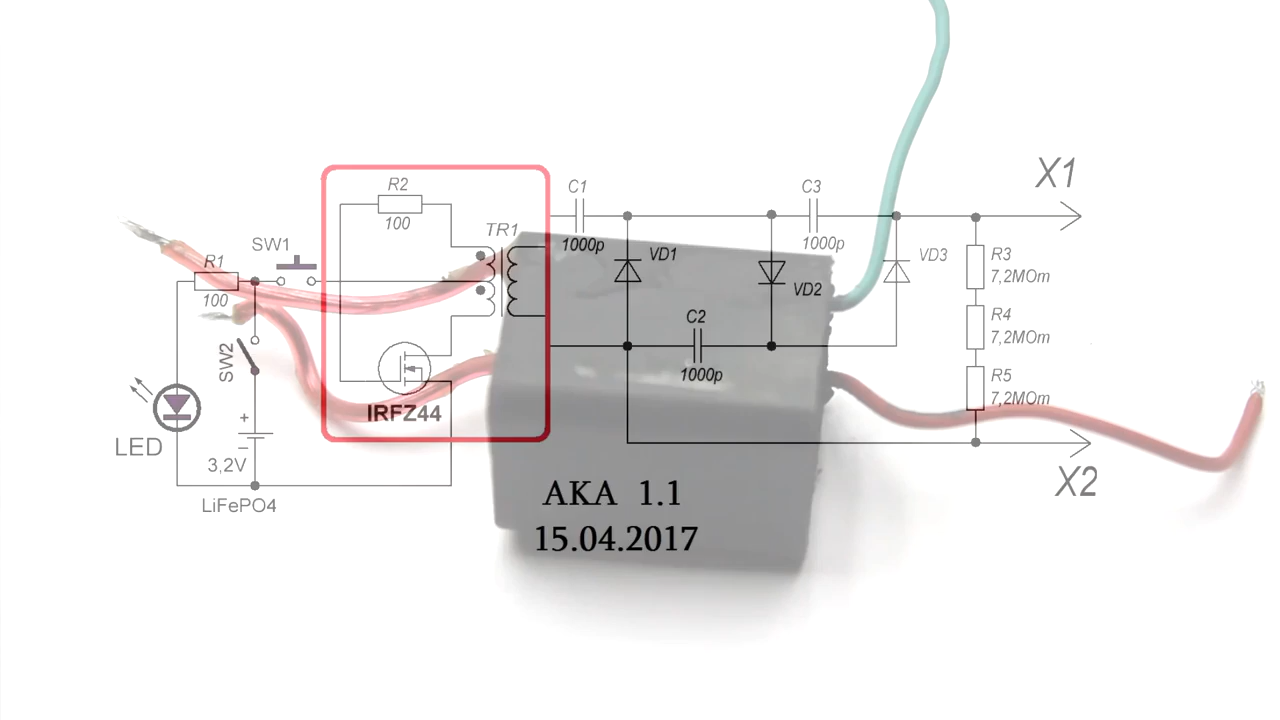 X1
R2
100
C1
1000p
C3
1000p
TR1
SW1
R1
100
VD1
VD2
VD3
R3
7,2MOm
C2
1000p
R4
7,2MOm
SW2
R5
7,2MOm
IRFZ44
LED
+
−
3,2V
LiFePO4
X2
AKA 1.1
15.04.2017